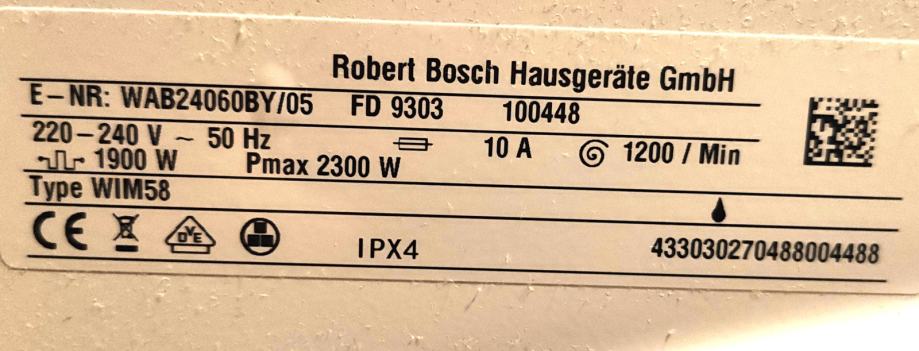 Robert Bosch Hausgeräte GmbH
E-NR: WAB24060BY/05 FD 9303 100448
220-240 V ~ 50 Hz 10 A 1200 / Min
1900 W Pmax 2300 W
Type WIM58
CE DVE IPX4 433030270488004488